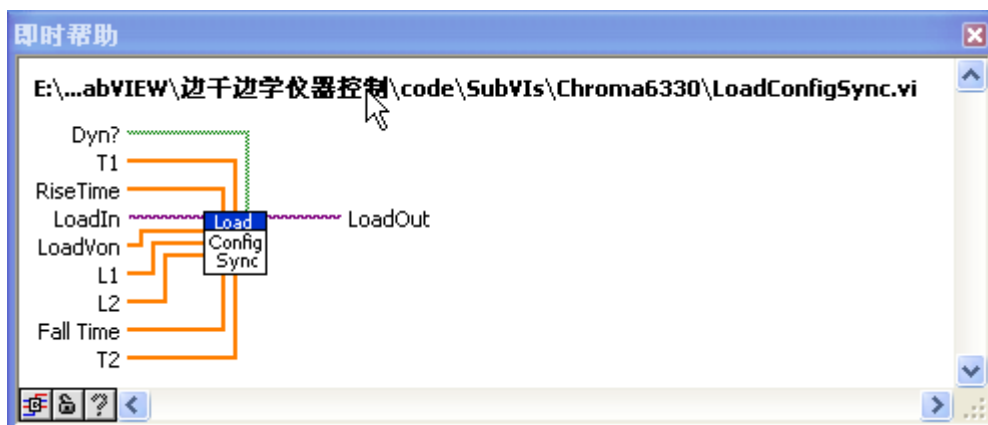 即时帮助
E:\...abVIEW\边千边学仪器控制\code\SubVIs\Chroma6330\LoadConfigSync.vi
Dyn?
T1
RiseTime
LoadIn
LoadVon
L1
L2
Fall Time
T2
Load
Config
Sync
LoadOut